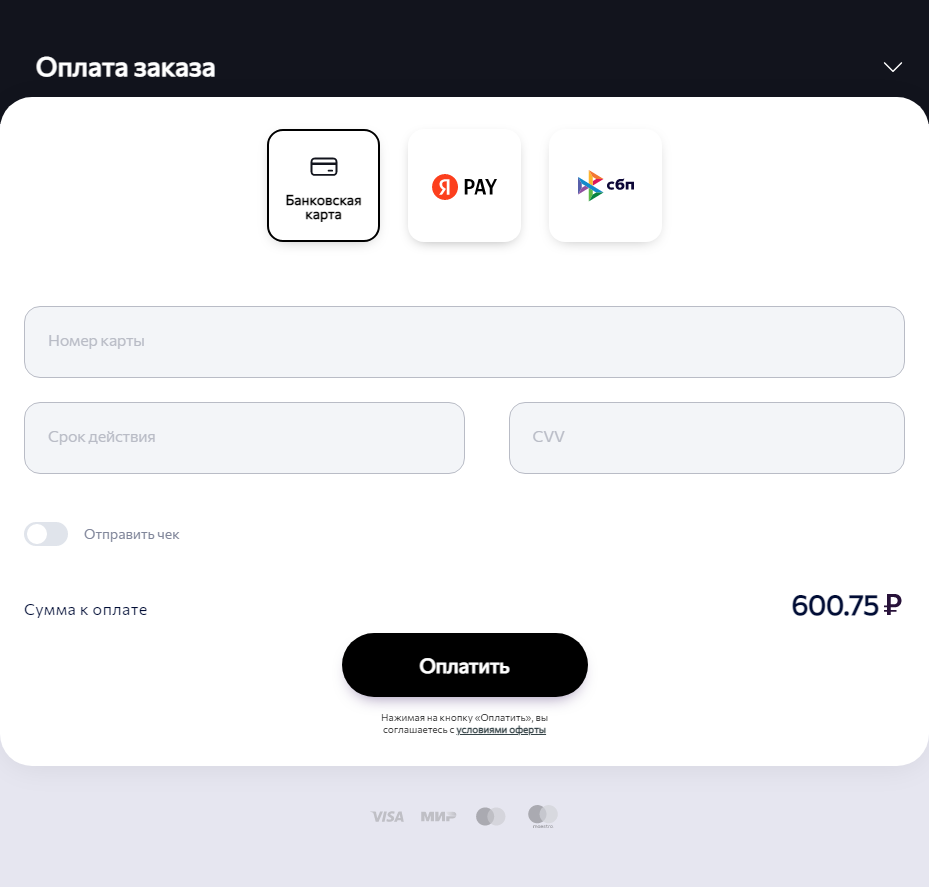 Оплата заказа
Банковская
карта
Я PAY
сбп
Номер карты
Срок действия
CVV
Отправить чек
Сумма к оплате
600.75 ₽
Оплатить
Нажимая на кнопку «Оплатить», вы
соглашаетесь с условиями оферты
VISA МИР
maestro